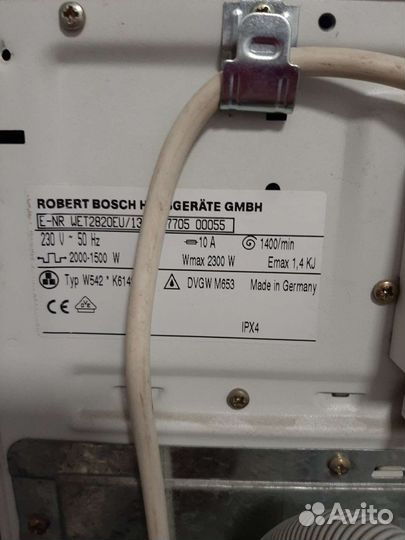 ROBERT BOSCH H SGERÄTE GMBH
E-NR WET2820EU/13 7705 00055
230 V ~ 50 Hz 10 A 1400/min
2000-1500 W Wmax 2300 W Emax 1,4 KJ
Typ W542 * K614 DVGW M653 Made in Germany
IPX4
Avito